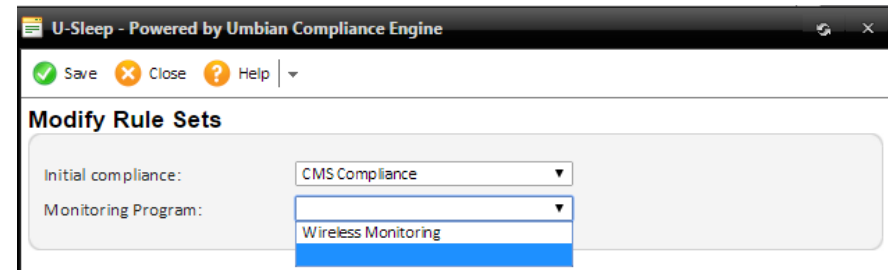 U-Sleep - Powered by Umbian Compliance Engine
Save Close Help
Modify Rule Sets
Initial compliance: CMS Compliance
Monitoring Program:
Wireless Monitoring